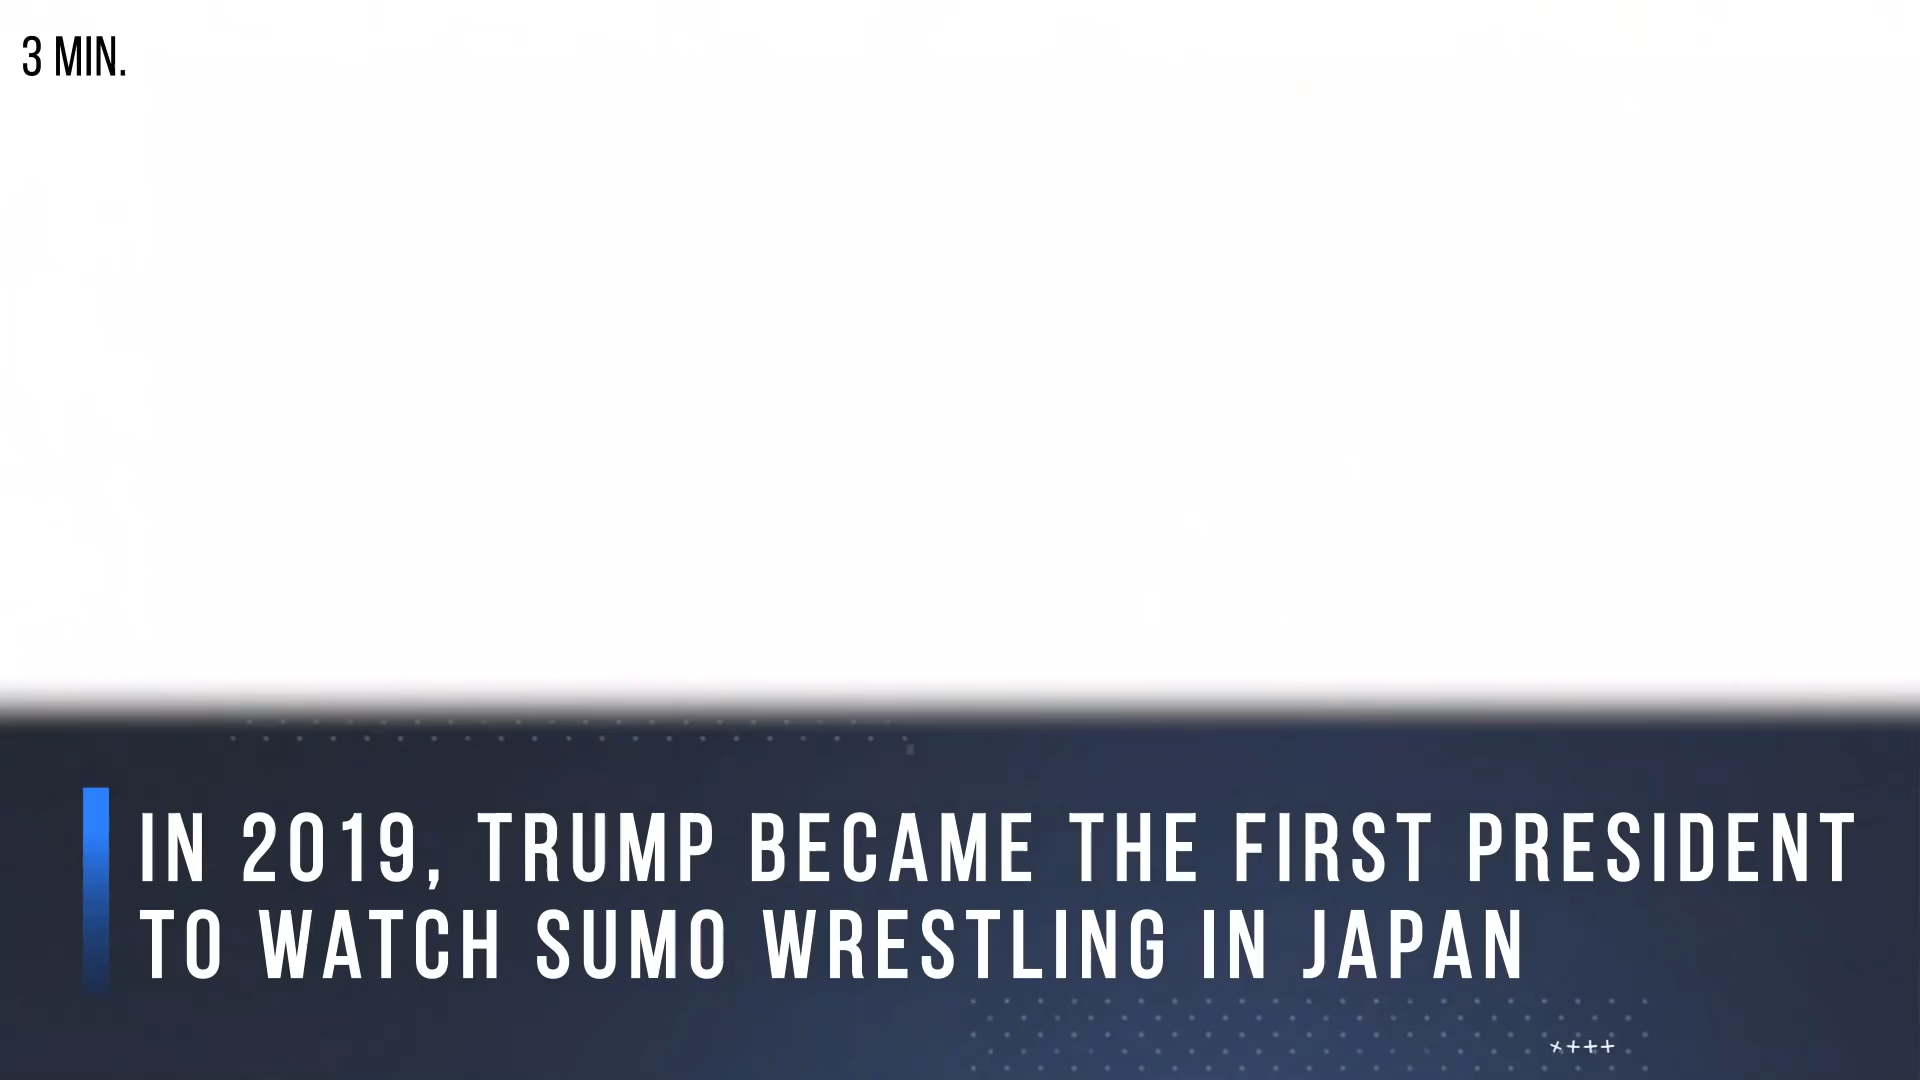 3 MIN.
IN 2019, TRUMP BECAME THE FIRST PRESIDENT
TO WATCH SUMO WRESTLING IN JAPAN